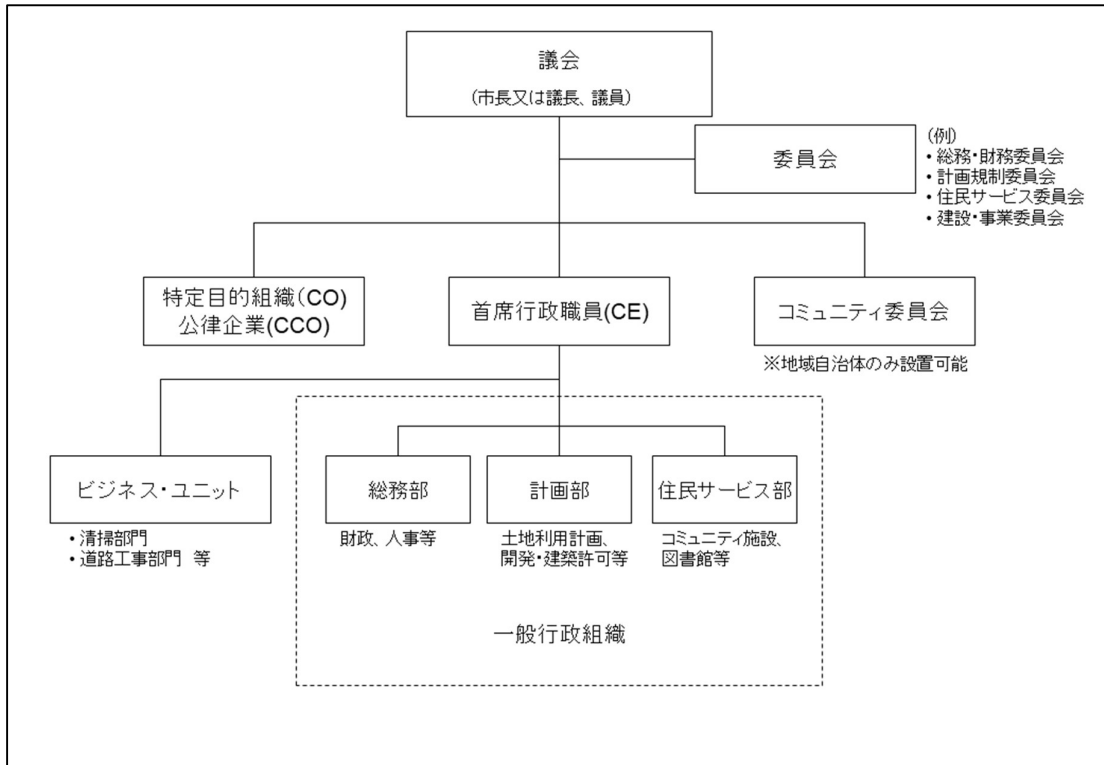 議会
(市長又は議長、議員)
委員会
(例)
・総務・財務委員会
・計画規制委員会
・住民サービス委員会
・建設・事業委員会
特定目的組織(CO)
公律企業(CCO)
首席行政職員(CE)
コミュニティ委員会
※地域自治体のみ設置可能
ビジネス・ユニット
・清掃部門
・道路工事部門 等
総務部
財政、人事等
計画部
土地利用計画、
開発・建築許可等
住民サービス部
コミュニティ施設、
図書館等
一般行政組織